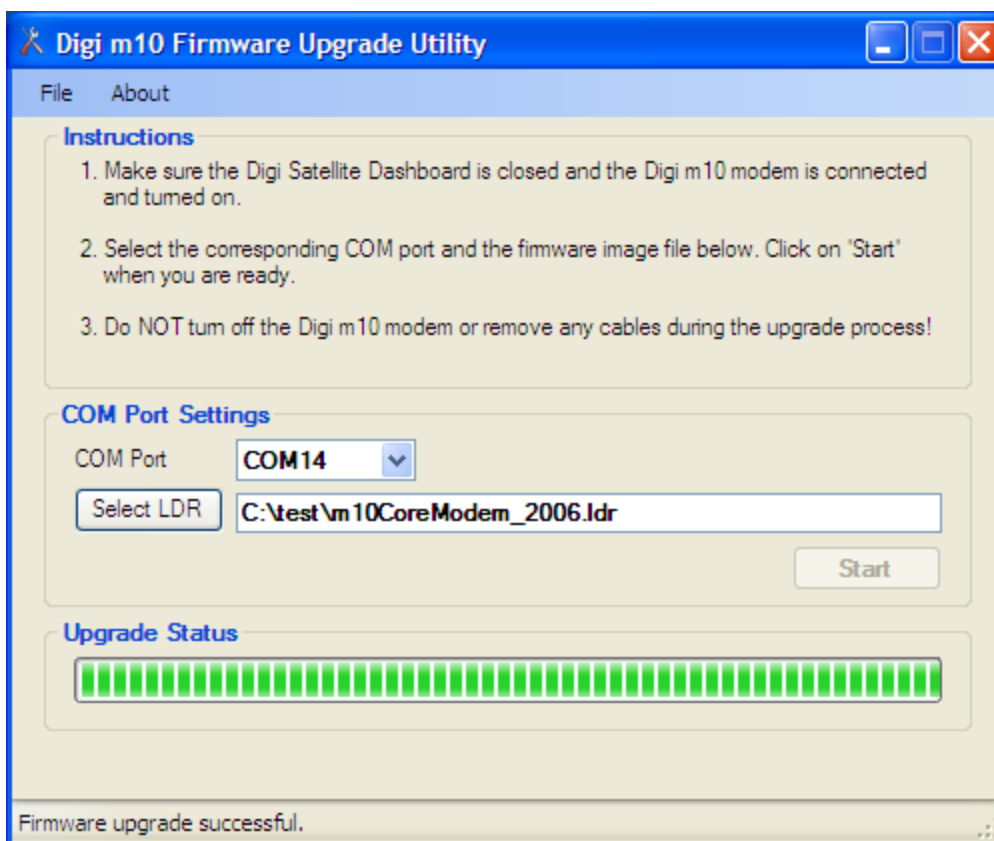 Digi m10 Firmware Upgrade Utility
File About
Instructions
1. Make sure the Digi Satellite Dashboard is closed and the Digi m10 modem is connected
and turned on.
2. Select the corresponding COM port and the firmware image file below. Click on 'Start'
when you are ready.
3. Do NOT turn off the Digi m10 modem or remove any cables during the upgrade process!
COM Port Settings
COM Port COM14
Select LDR C:\test\m10CoreModem_2006.ldr
Start
Upgrade Status
Firmware upgrade successful.